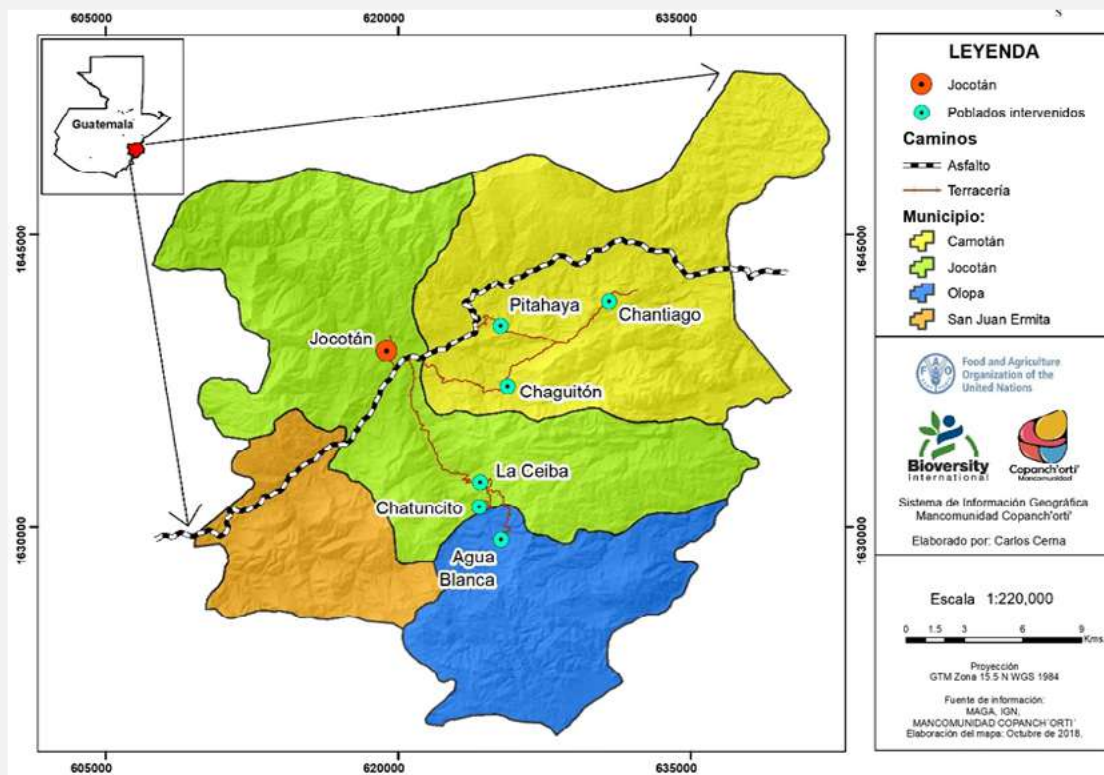 605000
620000
635000
s
Guatemala
1645000
1645000
Pitahaya
Chantiago
Jocotán
Chaguitón
La Ceiba
Chatuncito
1630000
1630000
Agua
Blanca
605000
620000
635000
LEYENDA
Jocotán
Poblados intervenidos
Caminos
Asfalto
Terracería
Municipio:
Camotán
Jocotán
Olopa
San Juan Ermita
FAO
Food and Agriculture
Organization of the
United Nations
Bioversity
International
Copanch'orti'
Mancomunidad
Sistema de Información Geográfica
Mancomunidad Copanch'orti'
Elaborado por: Carlos Cerna
Escala 1:220,000
0 1.5 3 6 9
Kms.
Proyección
GTM Zona 15.5 N WGS 1984
Fuente de información:
MAGA, IGN,
MANCOMUNIDAD COPANCH´ORTI´
Elaboración del mapa: Octubre de 2018.